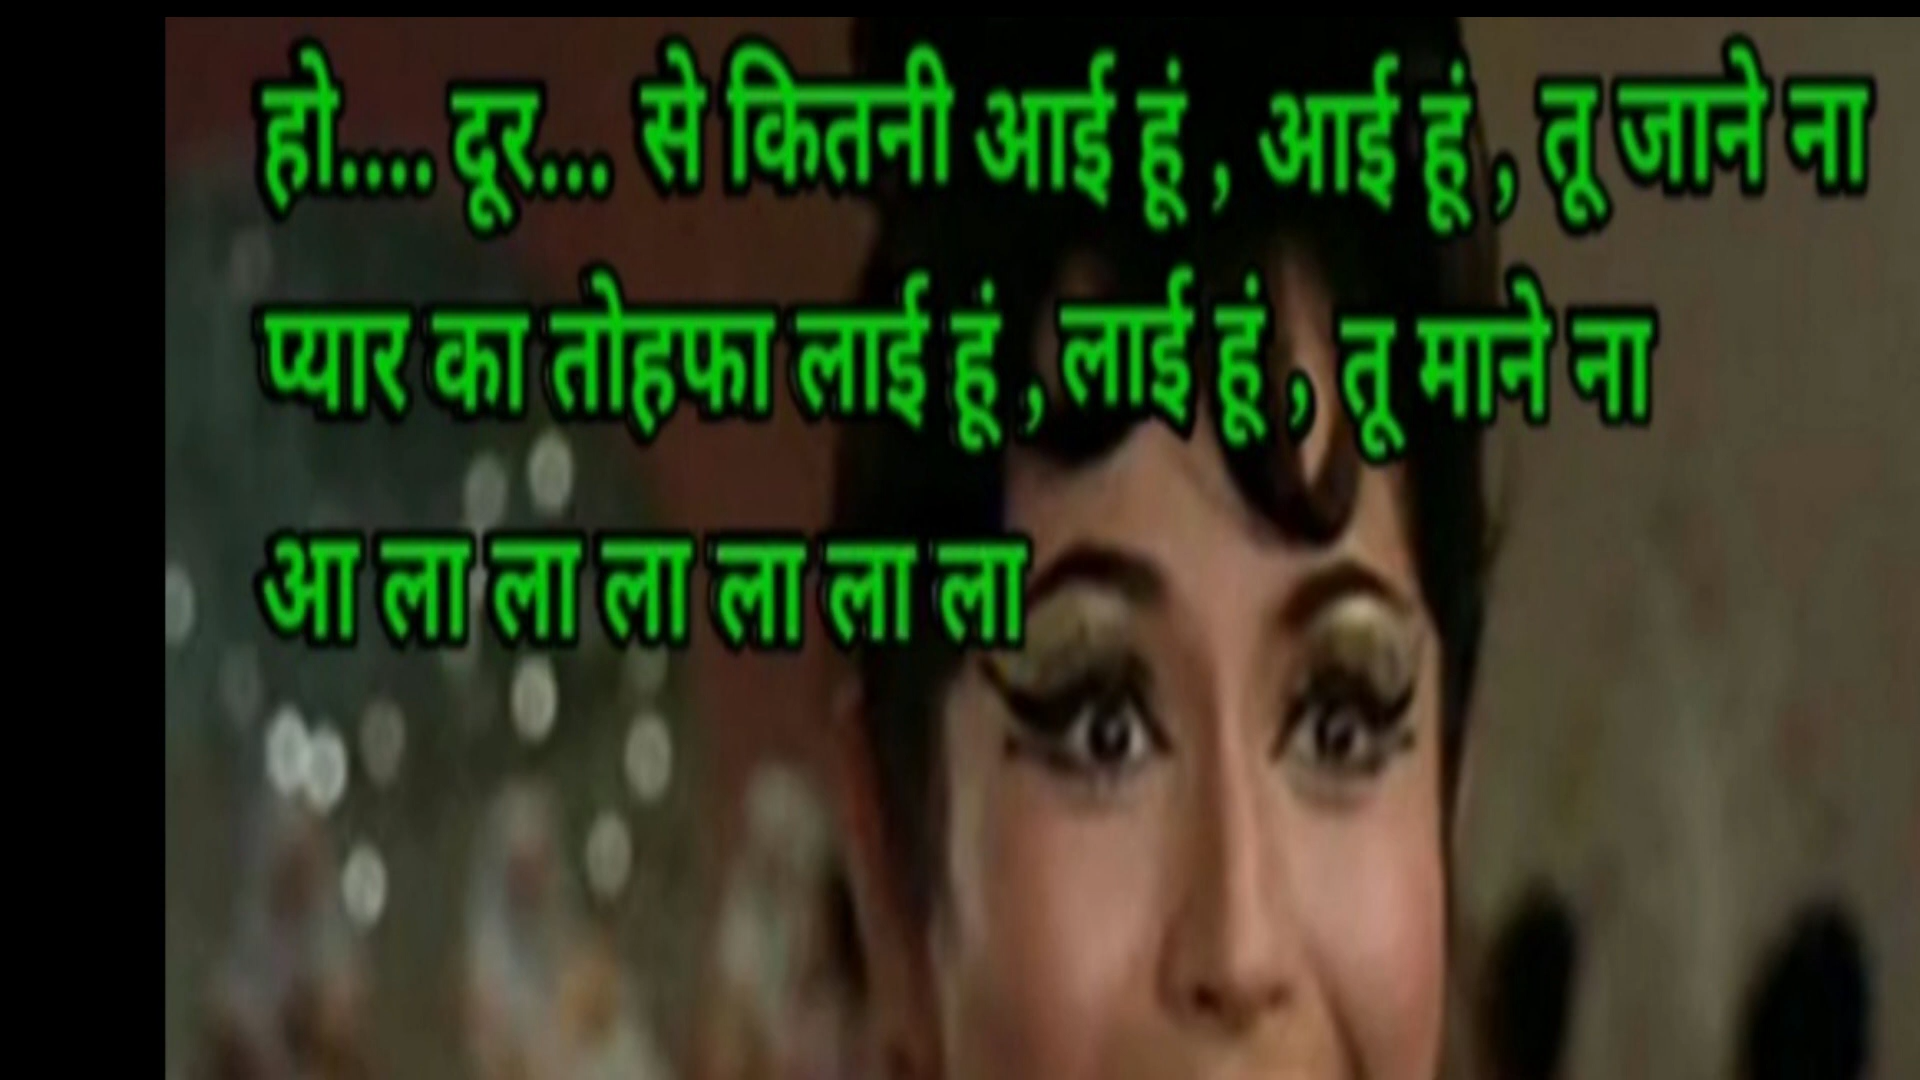 हो.... दूर... से कितनी आई हूं , आई हूं , तू जाने ना
प्यार का तोहफा लाई हूं , लाई हूं , तू माने ना
आ ला ला ला ला ला ला